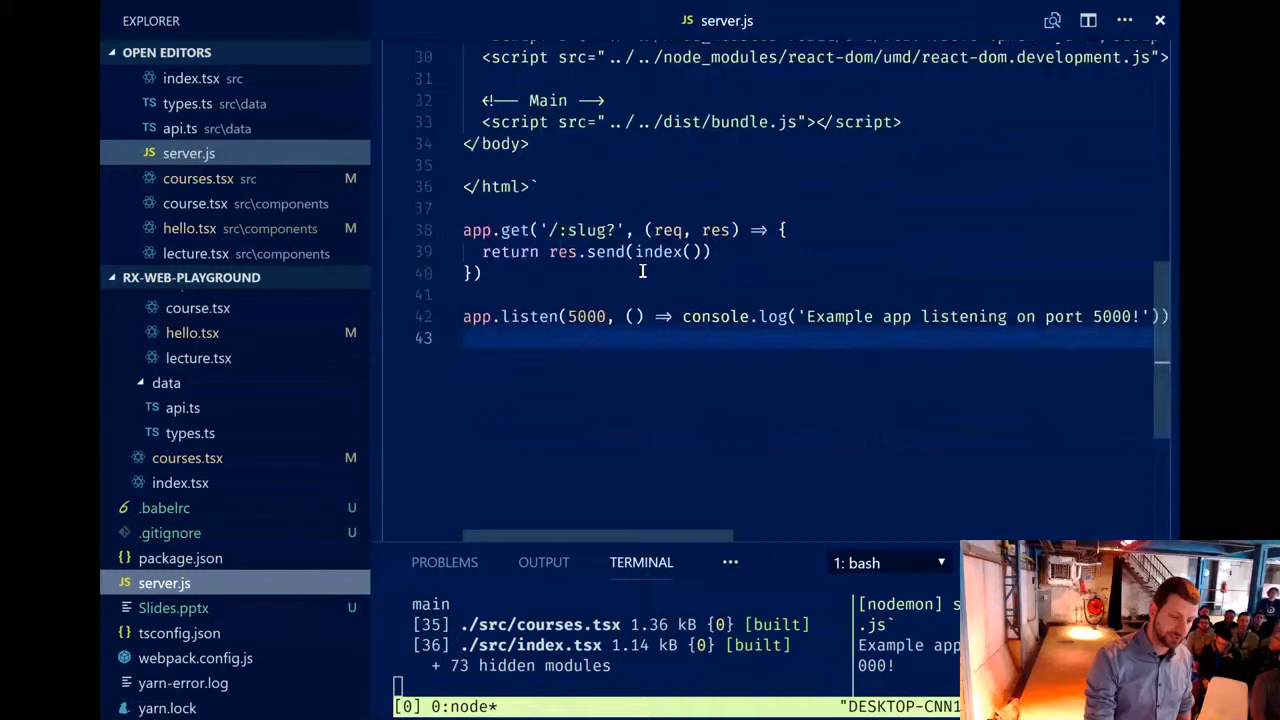 EXPLORER
OPEN EDITORS
index.tsx src
TS types.ts src\data
TS api.ts src\data
JS server.js
courses.tsx src M
course.tsx src\components
hello.tsx src\components M
lecture.tsx src\components
RX-WEB-PLAYGROUND
course.tsx
hello.tsx M
lecture.tsx
data
TS api.ts
TS types.ts
courses.tsx M
index.tsx
6 .babelrc U
.gitignore U
{} package.json
JS server.js
Slides.pptx U
tsconfig.json
webpack.config.js
yarn-error.log
yarn.lock
JS server.js
30 <script src="../../node_modules/react-dom/umd/react-dom.development.js">
31
32 <!-- Main -->
33 <script src="../../dist/bundle.js"></script>
34 </body>
35
36 </html>`
37
38 app.get('/:slug?', (req, res) => {
39 return res.send(index())
40 })
41
42 app.listen(5000, () => console.log('Example app listening on port 5000!'))
43
PROBLEMS OUTPUT TERMINAL ••• 1: bash
main
[35] ./src/courses.tsx 1.36 kB {0} [built]
[36] ./src/index.tsx 1.14 kB {0} [built]
+ 73 hidden modules
[nodemon] s
.js`
Example app
000!
[0] 0:node* "DESKTOP-CNN1